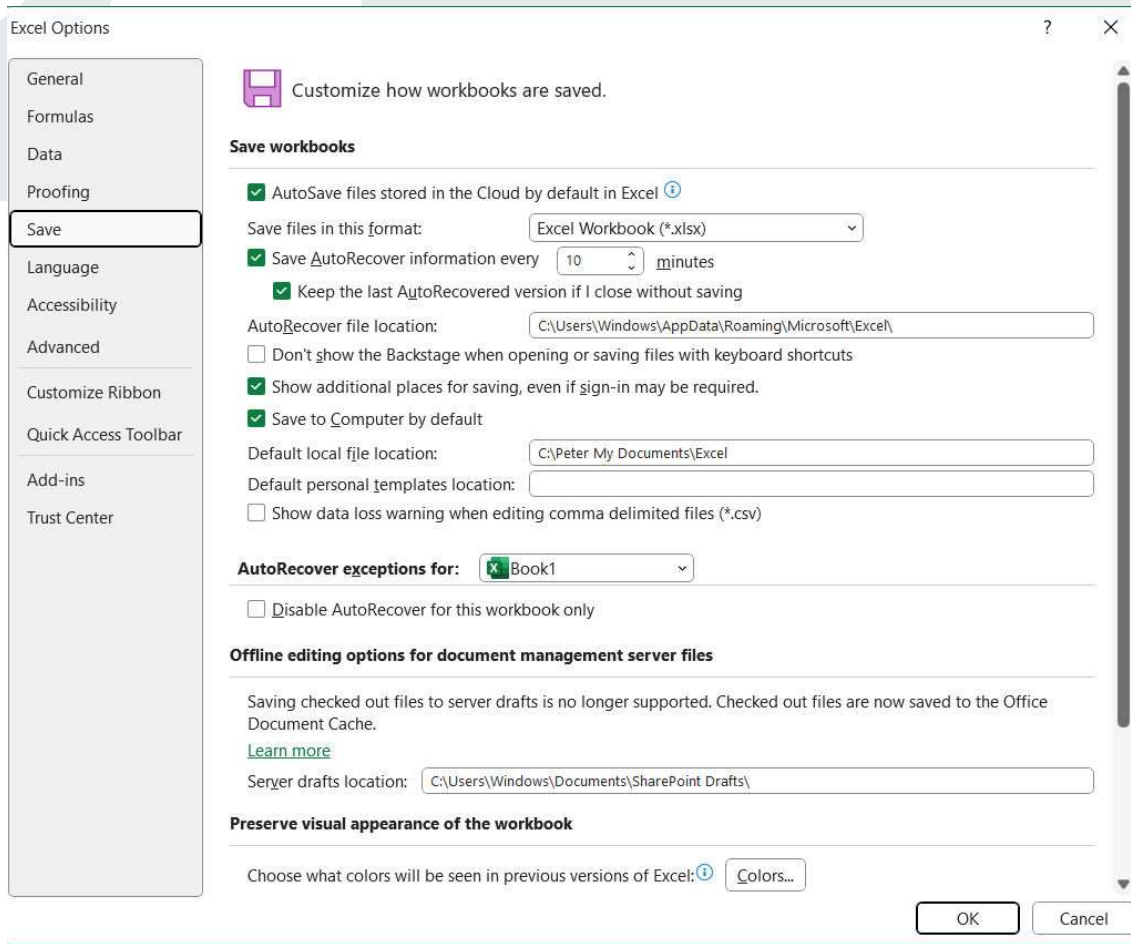 Excel Options ?
General
Formulas
Data
Proofing
Save
Language
Accessibility
Advanced
Customize Ribbon
Quick Access Toolbar
Add-ins
Trust Center
Customize how workbooks are saved.
Save workbooks
AutoSave files stored in the Cloud by default in Excel
Save files in this format: Excel Workbook (*.xlsx)
Save AutoRecover information every 10 minutes
Keep the last AutoRecovered version if I close without saving
AutoRecover file location: C:\Users\Windows\AppData\Roaming\Microsoft\Excel\
Don't show the Backstage when opening or saving files with keyboard shortcuts
Show additional places for saving, even if sign-in may be required.
Save to Computer by default
Default local file location: C:\Peter My Documents\Excel
Default personal templates location:
Show data loss warning when editing comma delimited files (*.csv)
AutoRecover exceptions for: Book1
Disable AutoRecover for this workbook only
Offline editing options for document management server files
Saving checked out files to server drafts is no longer supported. Checked out files are now saved to the Office
Document Cache.
Learn more
Server drafts location: C:\Users\Windows\Documents\SharePoint Drafts\
Preserve visual appearance of the workbook
Choose what colors will be seen in previous versions of Excel: Colors...
OK Cancel